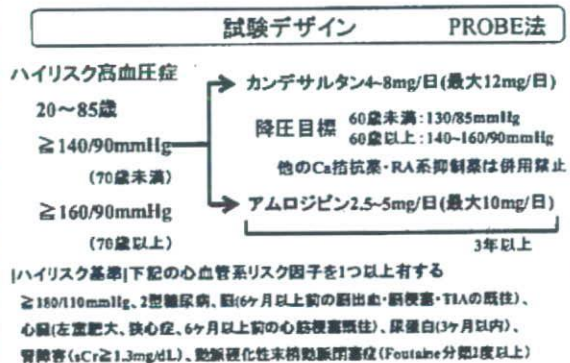 試験デザイン PROBE法
ハイリスク高血圧症
20～85歳
≧140/90mmHg
(70歳未満)
≧160/90mmHg
(70歳以上)
カンデサルタン4~8mg/日(最大12mg/日)
降圧目標 60歳未満:130/85mmHg
60歳以上:140~160/90mmHg
他のCa拮抗薬・RA系抑制薬は併用禁止
アムロジピン2.5~5mg/日(最大10mg/日)
3年以上
|ハイリスク基準|下記の心血管系リスク因子を1つ以上有する
≧180/110mmHg、2型糖尿病、脳(6ヶ月以上前の脳出血・脳梗塞・TIAの既往)、
心臓(左室肥大、狭心症、6ヶ月以上前の心筋梗塞既往)、尿蛋白(3ヶ月以内)、
腎障害(sCr≧1.3mg/dL)、動脈硬化性末梢動脈閉塞症(Foutaine分類2度以上)